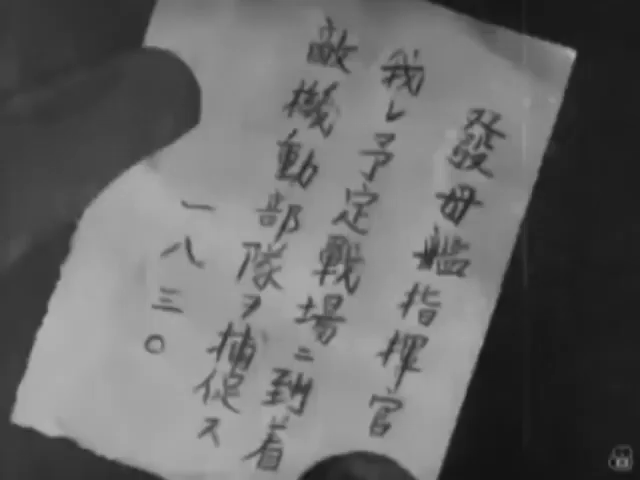 發母艦指揮官
我レ予定戰場ニ到着
敵機動部隊ヲ捕促ス
一八三〇